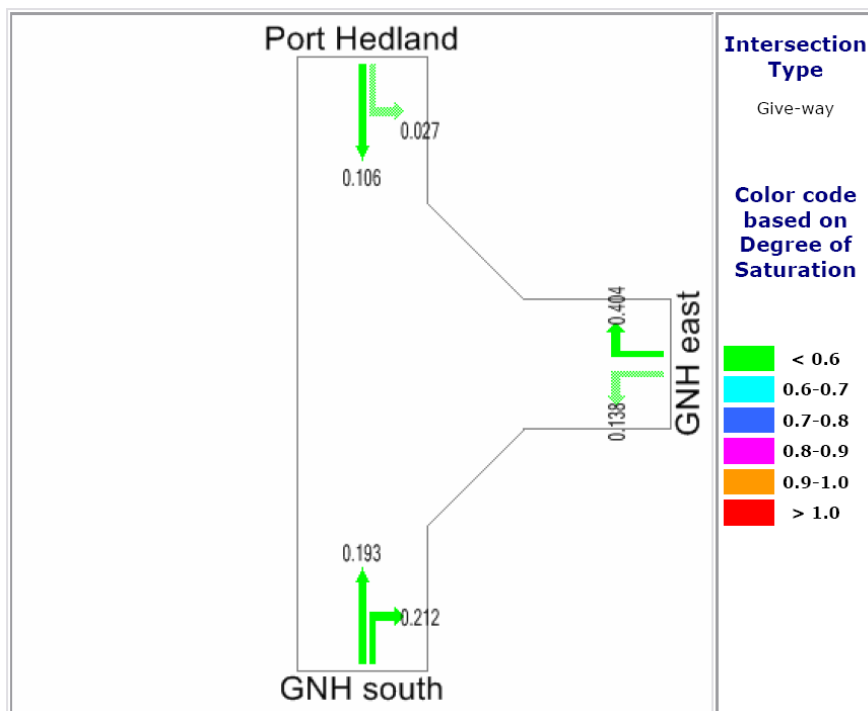 Port Hedland
0.027
0.106
0.404
GNH east
0.138
0.193
0.212
GNH south
Intersection
Type
Give-way
Color code
based on
Degree of
Saturation
< 0.6
0.6-0.7
0.7-0.8
0.8-0.9
0.9-1.0
> 1.0